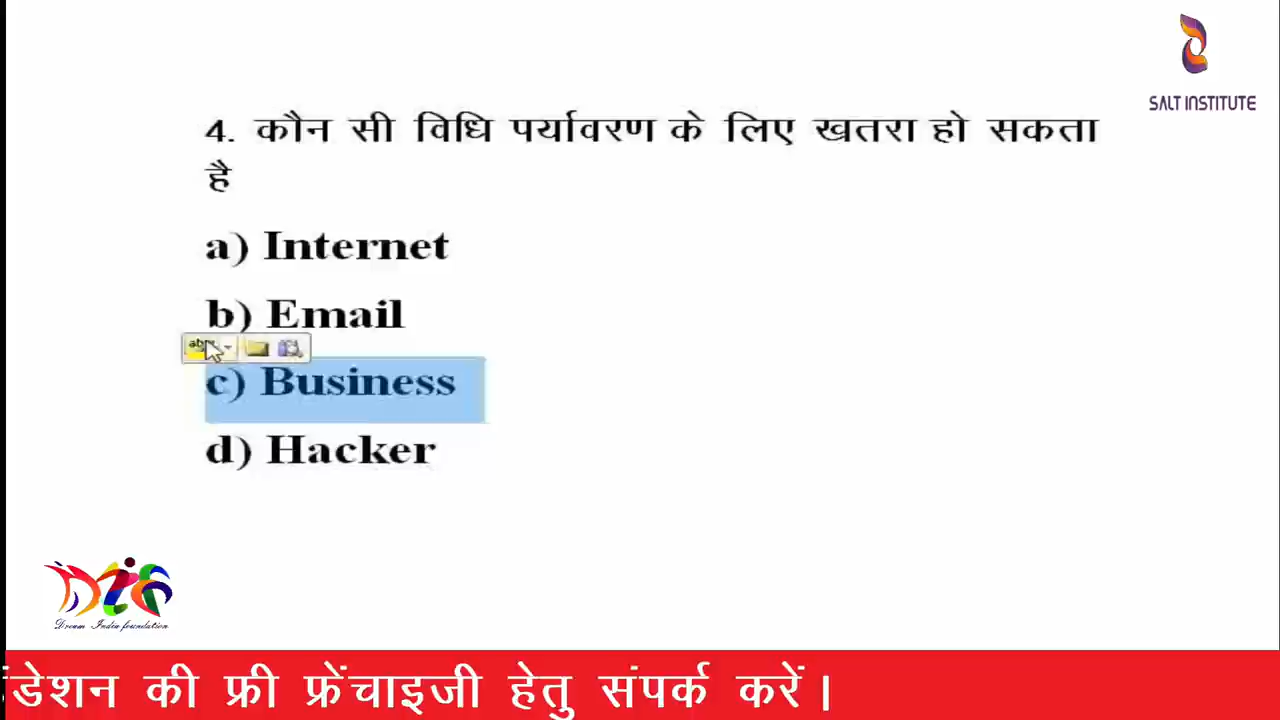 SALT INSTITUTE
4. कौन सी विधि पर्यावरण के लिए खतरा हो सकता
है
a) Internet
b) Email
c) Business
d) Hacker
Dream India foundation
डेशन की फ्री फ्रेंचाइजी हेतु संपर्क करें।